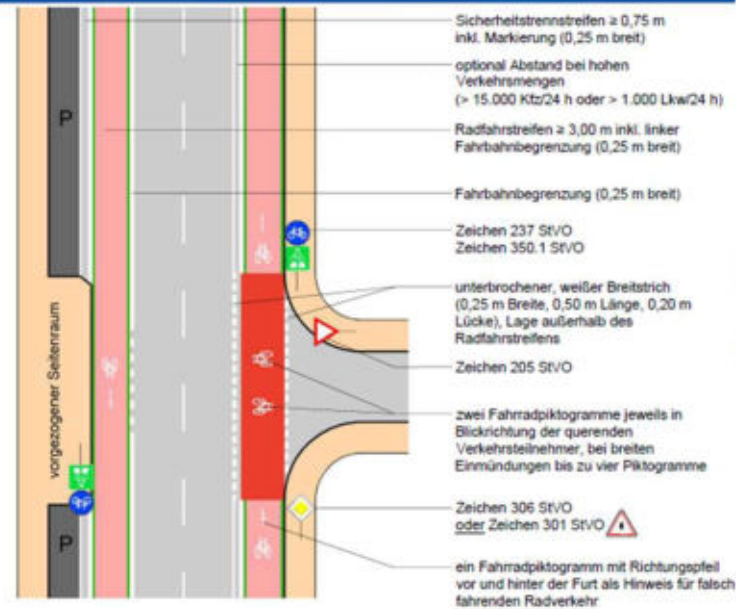 Sicherheitstrennstreifen ≥ 0,75 m
inkl. Markierung (0,25 m breit)
optional Abstand bei hohen
Verkehrsmengen
(> 15.000 Kfz/24 h oder > 1.000 Lkw/24 h)
P
Radfahrstreifen ≥ 3,00 m inkl. linker
Fahrbahnbegrenzung (0,25 m breit)
Fahrbahnbegrenzung (0,25 m breit)
Zeichen 237 StVO
Zeichen 350.1 StVO
unterbrochener, weißer Breitstrich
(0,25 m Breite, 0,50 m Länge, 0,20 m
Lücke), Lage außerhalb des
Radfahrstreifens
vorgezogener Seitenraum
Zeichen 205 StVO
zwei Fahrradpiktogramme jeweils in
Blickrichtung der querenden
Verkehrsteilnehmer, bei breiten
Einmündungen bis zu vier Piktogramme
Zeichen 306 StVO
oder Zeichen 301 StVO
P
ein Fahrradpiktogramm mit Richtungspfeil
vor und hinter der Furt als Hinweis für falsch
fahrenden Radverkehr